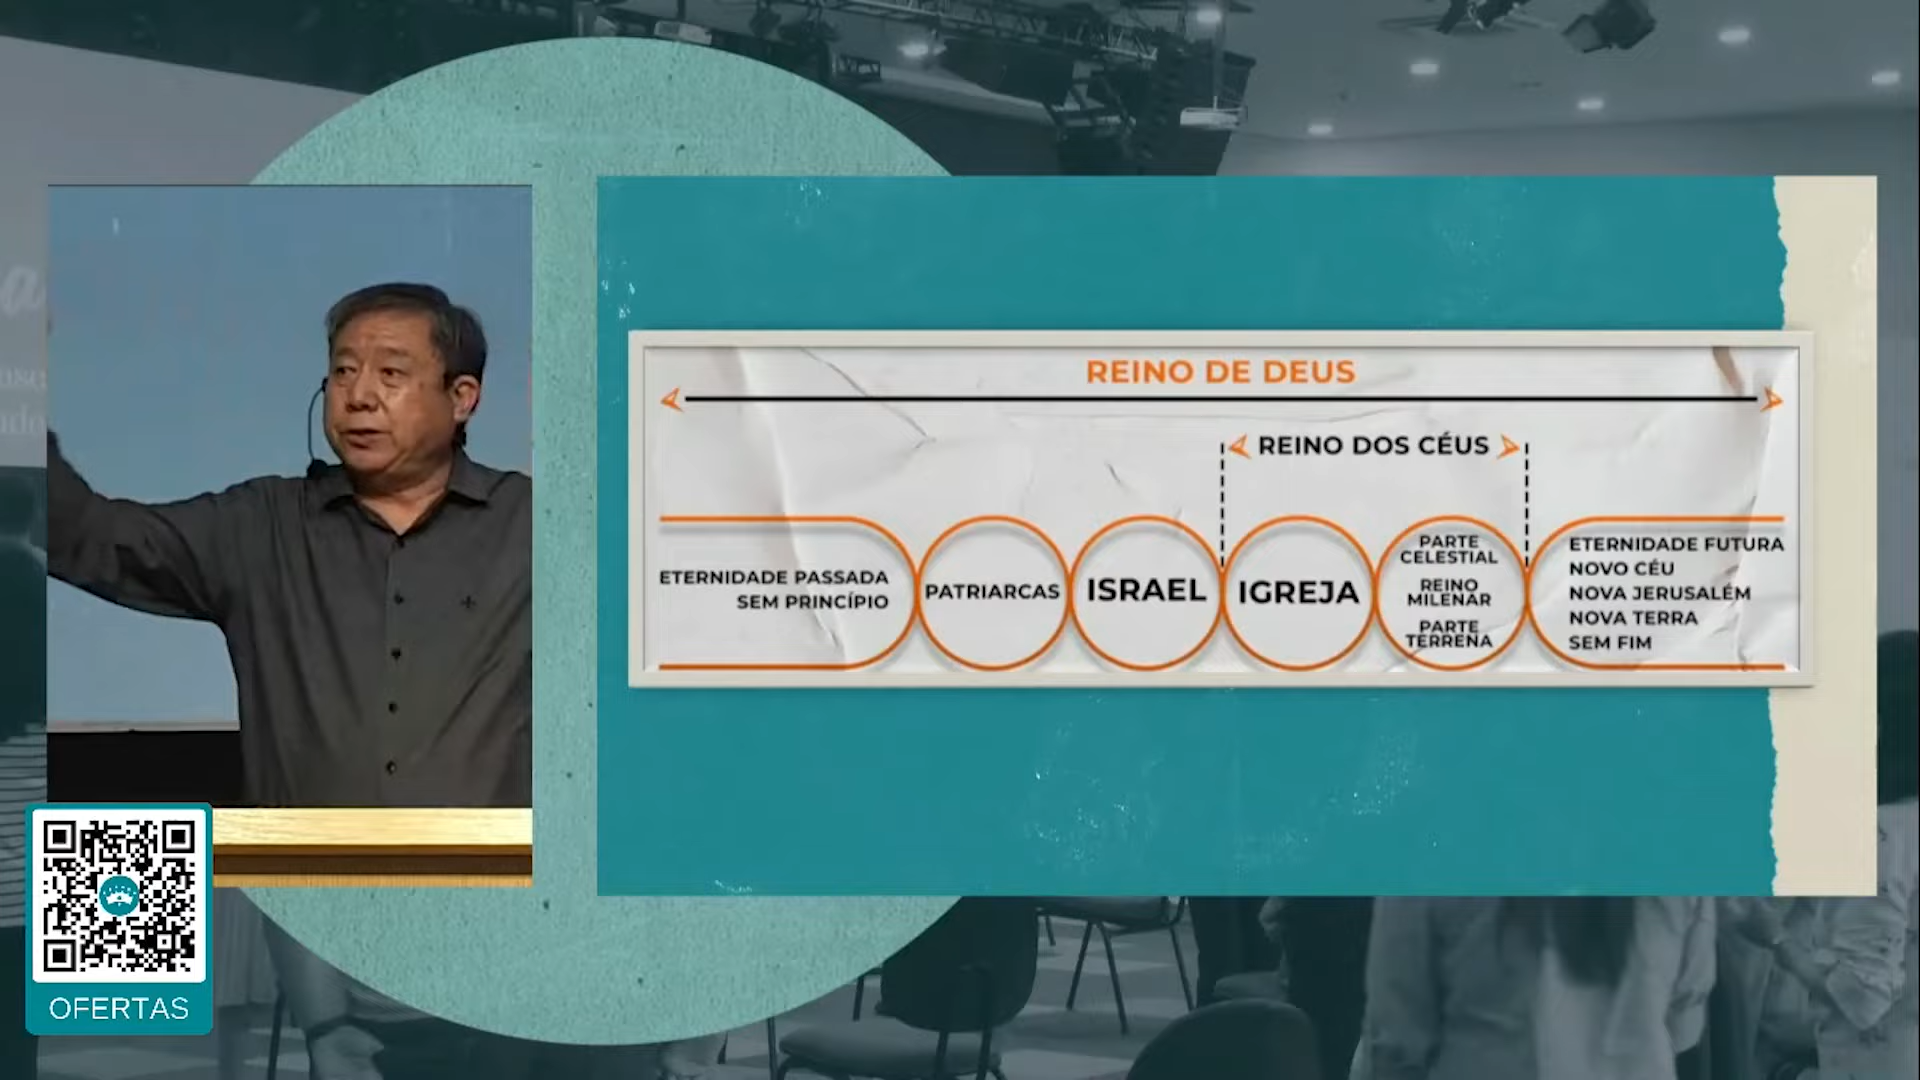 REINO DE DEUS
REINO DOS CÉUS
ETERNIDADE PASSADA
SEM PRINCÍPIO
PATRIARCAS
ISRAEL
IGREJA
PARTE
CELESTIAL
REINO
MILENAR
PARTE
TERRENA
ETERNIDADE FUTURA
NOVO CÉU
NOVA JERUSALÉM
NOVA TERRA
SEM FIM
OFERTAS